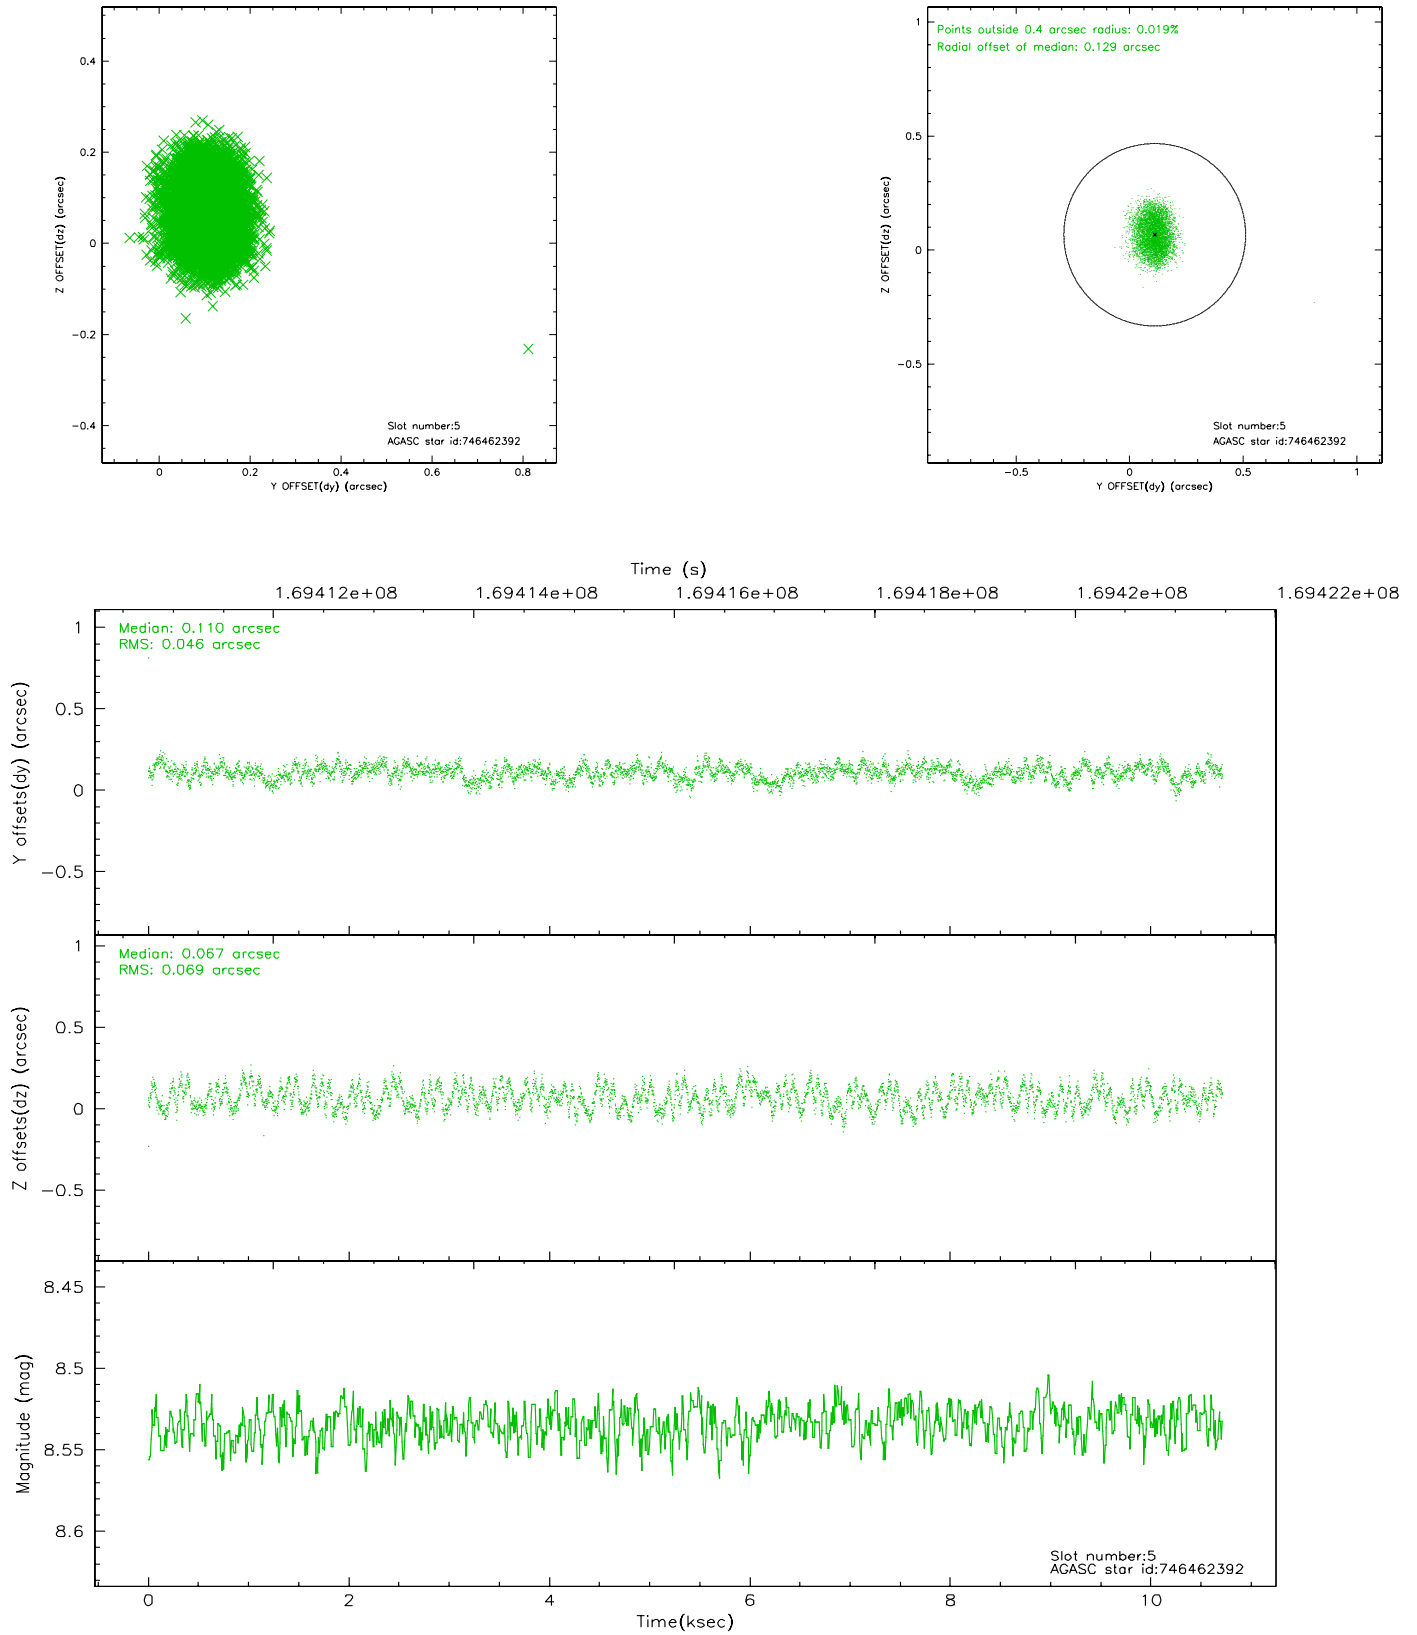 0.4
0.2
0
-0.2
-0.4
Z OFFSET(dz) (arcsec)
Slot number:5
AGASC star id:746462392
0 0.2 0.4 0.6 0.8
Y OFFSET(dy) (arcsec)
Points outside 0.4 arcsec radius: 0.019%
Radial offset of median: 0.129 arcsec
1
0.5
0
-0.5
Z OFFSET(dz) (arcsec)
Slot number:5
AGASC star id:746462392
-0.5 0 0.5 1
Y OFFSET(dy) (arcsec)
Time (s)
1.69412e+08 1.69414e+08 1.69416e+08 1.69418e+08 1.6942e+08 1.69422e+08
Median: 0.110 arcsec
RMS: 0.046 arcsec
1
0.5
0
-0.5
Y offsets(dy) (arcsec)
Median: 0.067 arcsec
RMS: 0.069 arcsec
1
0.5
0
-0.5
Z offsets(dz) (arcsec)
8.45
8.5
8.55
8.6
Magnitude (mag)
Slot number:5
AGASC star id:746462392
0 2 4 6 8 10
Time(ksec)